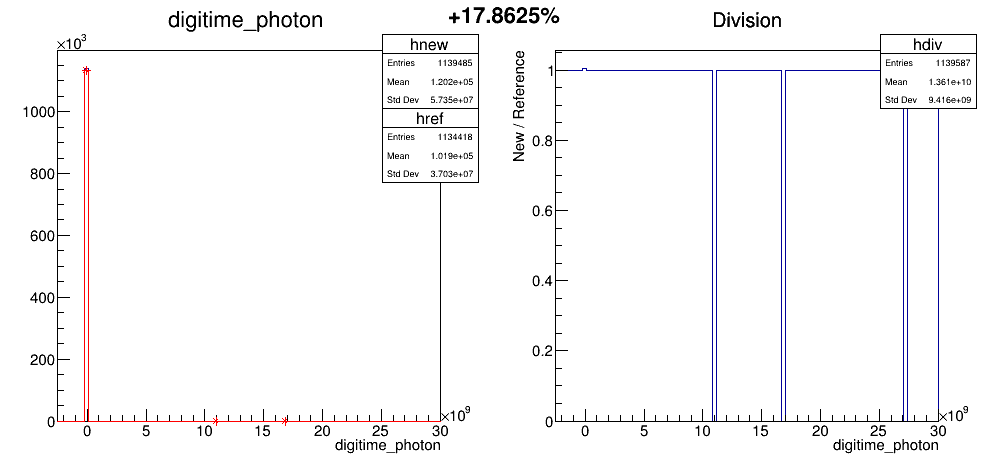 +17.8625%
digitime_photon
×10³
hnew
Entries 1139485
Mean 1.202e+05
Std Dev 5.735e+07
href
Entries 1134418
Mean 1.019e+05
Std Dev 3.703e+07
1000
800
600
400
200
0
0 5 10 15 20 25 30
×10⁹
digitime_photon
Division
hdiv
Entries 1139587
Mean 1.361e+10
Std Dev 9.416e+09
New / Reference
1
0.8
0.6
0.4
0.2
0
0 5 10 15 20 25 30
×10⁹
digitime_photon